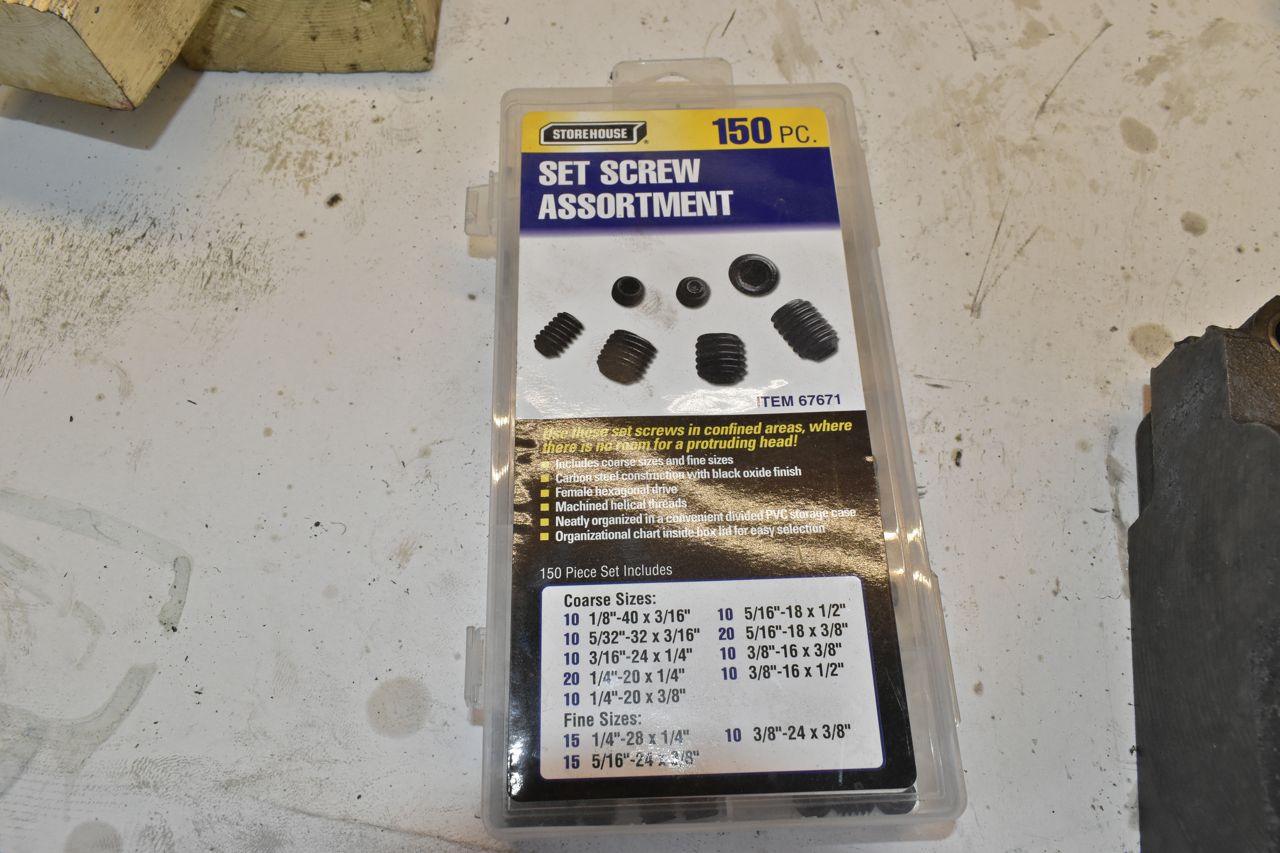 STOREHOUSE®
150 PC.
SET SCREW
ASSORTMENT
ITEM 67671
Use these set screws in confined areas, where
there is no room for a protruding head!
Includes coarse sizes and fine sizes
Carbon steel construction with black oxide finish
Female hexagonal drive
Machined helical threads
Neatly organized in a convenient divided PVC storage case
Organizational chart inside box lid for easy selection
150 Piece Set Includes
Coarse Sizes:
10 1/8"-40 x 3/16"
10 5/32"-32 x 3/16"
10 3/16"-24 x 1/4"
20 1/4"-20 x 1/4"
10 1/4"-20 x 3/8"
10 5/16"-18 x 1/2"
20 5/16"-18 x 3/8"
10 3/8"-16 x 3/8"
10 3/8"-16 x 1/2"
Fine Sizes:
15 1/4"-28 x 1/4"
15 5/16"-24 x 3/8"
10 3/8"-24 x 3/8"